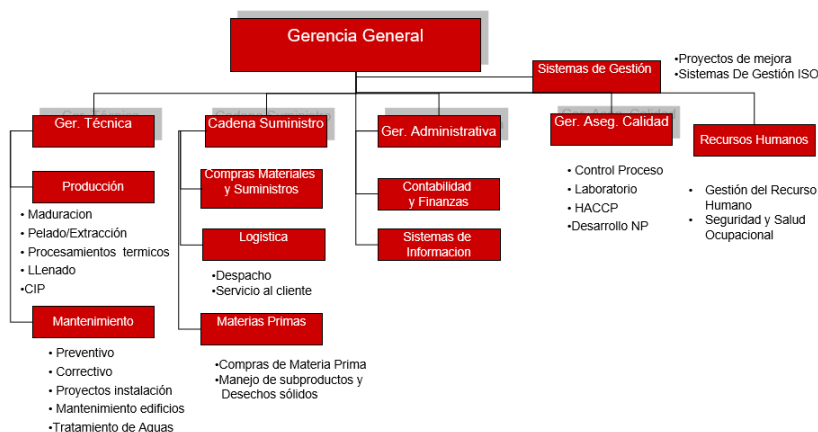 Gerencia General
Sistemas de Gestión
•Proyectos de mejora
•Sistemas De Gestión ISO
Ger. Técnica
Cadena Suministro
Ger. Administrativa
Ger. Aseg. Calidad
Recursos Humanos
Producción
• Maduracion
• Pelado/Extracción
• Procesamientos termicos
• LLenado
•CIP
Mantenimiento
• Preventivo
• Correctivo
• Proyectos instalación
• Mantenimiento edificios
•Tratamiento de Aguas
Compras Materiales
y Suministros
Logistica
•Despacho
•Servicio al cliente
Materias Primas
•Compras de Materia Prima
•Manejo de subproductos y
Desechos sólidos
Contabilidad
y Finanzas
Sistemas de
Informacion
• Control Proceso
• Laboratorio
• HACCP
•Desarrollo NP
• Gestión del Recurso
Humano
• Seguridad y Salud
Ocupacional